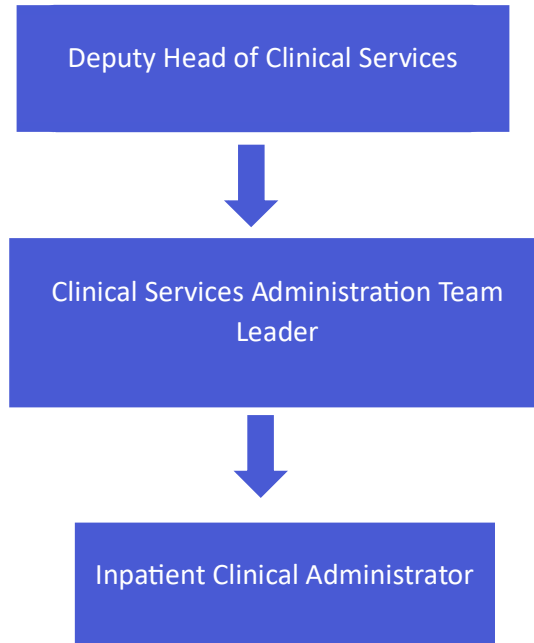 Deputy Head of Clinical Services
Clinical Services Administration Team
Leader
Inpatient Clinical Administrator